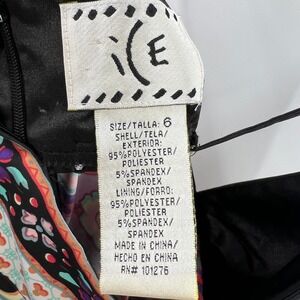 iCE
SIZE/TALLA: 6
SHELL/TELA/
EXTERIOR:
95%POLYESTER/
POLIESTER
5%SPANDEX/
SPANDEX
LINING/FORRO:
95%POLYESTER/
POLIESTER
5%SPANDEX/
SPANDEX
MADE IN CHINA/
HECHO EN CHINA
RN# 101276